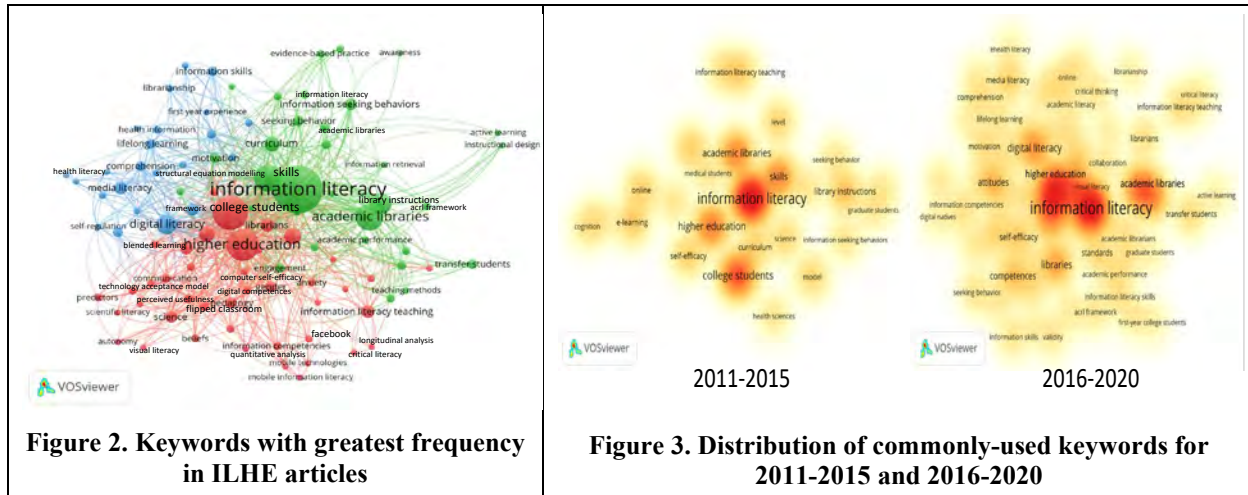 evidence-based practice
awareness
information skills
librarianship
information literacy
information seeking behaviors
first year experience
seeking behavior
academic libraries
health information
curriculum
active learning
instructional design
lifelong learning
motivation
information retrieval
comprehension
structural equation modelling
skills
health literacy
media literacy
information literacy
library instructions
framework
college students
acrl framework
academic libraries
self-regulation
digital literacy
librarians
blended learning
higher education
academic performance
engagement
transfer students
communication
computer self-efficacy
technology acceptance model
anxiety
digital competences
teaching methods
predictors
perceived usefulness
pedagogy
scientific literacy
science
flipped classroom
information literacy teaching
facebook
autonomy
beliefs
longitudinal analysis
visual literacy
information competencies
quantitative analysis
critical literacy
mobile technologies
mobile information literacy
VOSviewer
Figure 2. Keywords with greatest frequency
in ILHE articles
information literacy teaching
level
academic libraries
seeking behavior
medical students
skills
online
library instructions
information literacy
graduate students
cognition
e-learning
higher education
science
information seeking behaviors
curriculum
self-efficacy
college students
model
health sciences
VOSviewer
2011-2015
health literacy
librarianship
media literacy
online
critical thinking
critical literacy
comprehension
academic literacy
information literacy teaching
lifelong learning
librarians
motivation
digital literacy
collaboration
higher education
attitudes
visual literacy
academic libraries
active learning
information competencies
information literacy
transfer students
digital natives
self-efficacy
academic librarians
standards
graduate students
libraries
competences
academic performance
seeking behavior
information literacy skills
acrl framework
first-year college students
information skills
validity
VOSviewer
2016-2020
Figure 3. Distribution of commonly-used keywords for
2011-2015 and 2016-2020